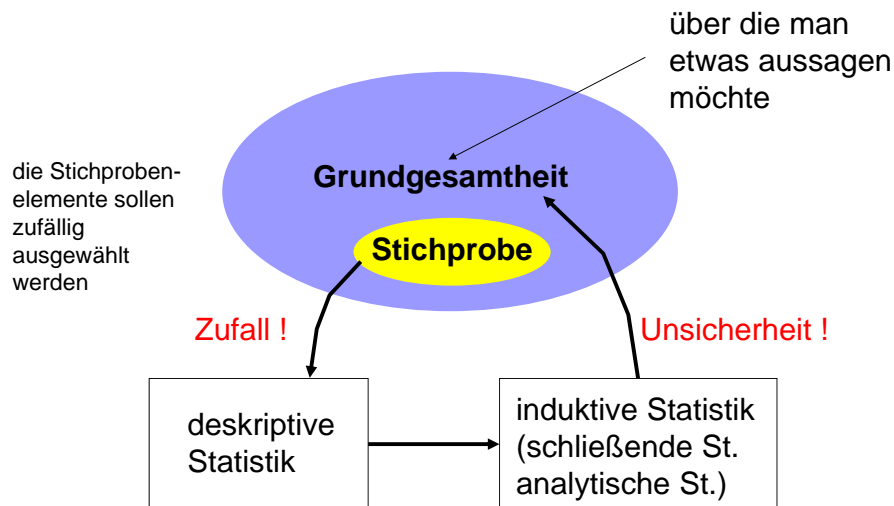 über die man
etwas aussagen
möchte
die Stichproben-
elemente sollen
zufällig
ausgewählt
werden
Grundgesamtheit
Stichprobe
Zufall !
Unsicherheit !
deskriptive
Statistik
induktive Statistik
(schließende St.
analytische St.)